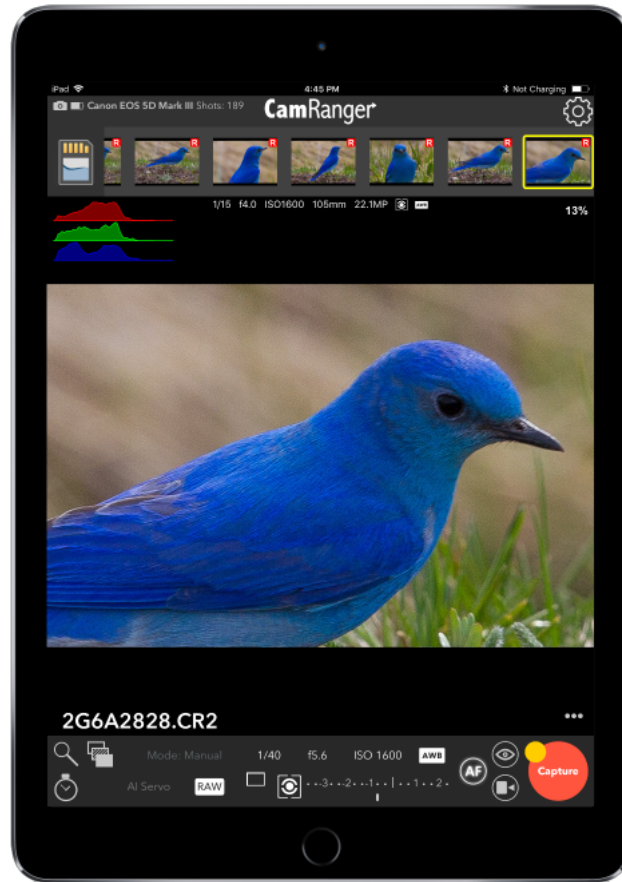 iPad 4:45 PM Not Charging
Canon EOS 5D Mark III Shots: 189 CamRanger
R R R R R R R
1/15 f4.0 ISO1600 105mm 22.1MP AWB
13%
2G6A2828.CR2
Mode: Manual 1/40 f5.6 ISO 1600 AWB
AF Capture
AI Servo RAW -3 -2 -1 1 2